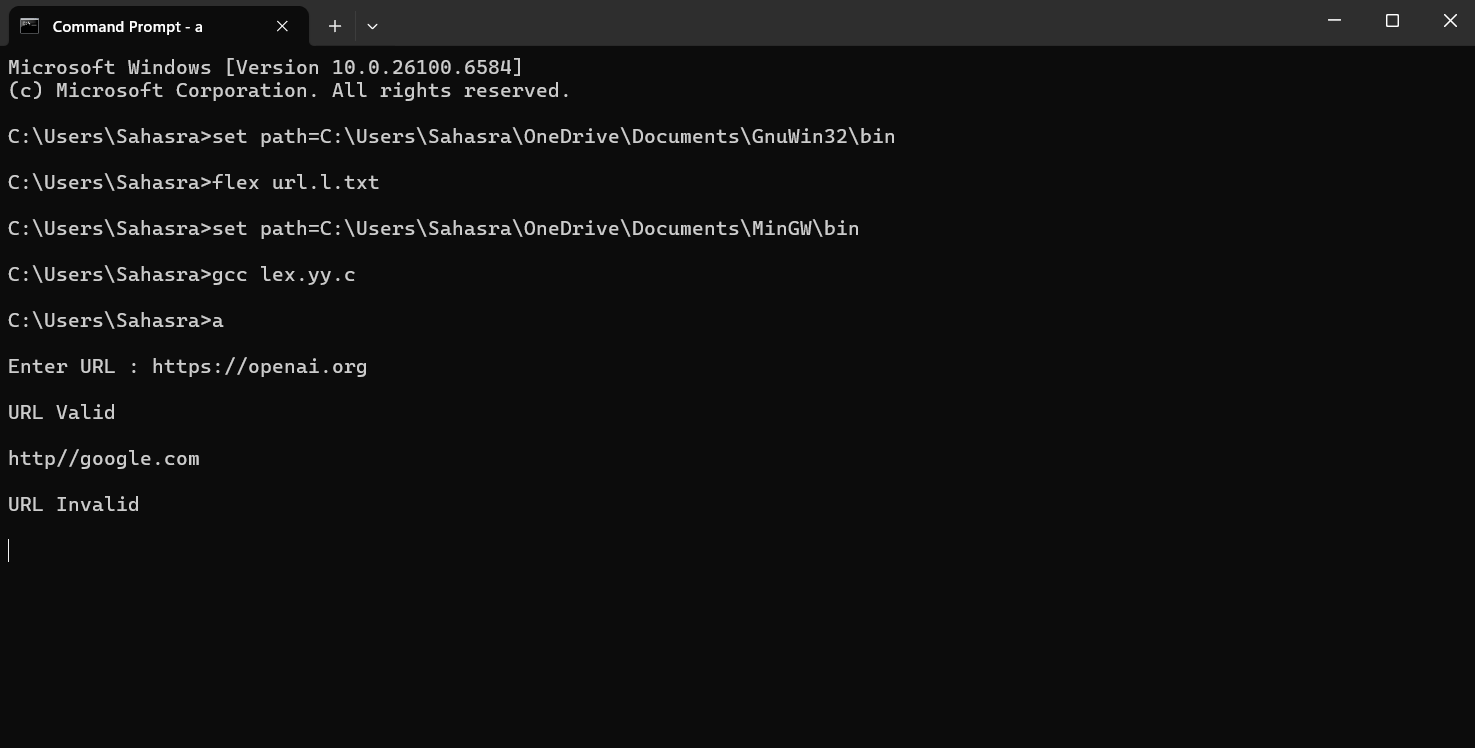 Command Prompt - a
Microsoft Windows [Version 10.0.26100.6584]
(c) Microsoft Corporation. All rights reserved.
C:\Users\Sahasra>set path=C:\Users\Sahasra\OneDrive\Documents\GnuWin32\bin
C:\Users\Sahasra>flex url.l.txt
C:\Users\Sahasra>set path=C:\Users\Sahasra\OneDrive\Documents\MinGW\bin
C:\Users\Sahasra>gcc lex.yy.c
C:\Users\Sahasra>a
Enter URL : https://openai.org
URL Valid
http//google.com
URL Invalid